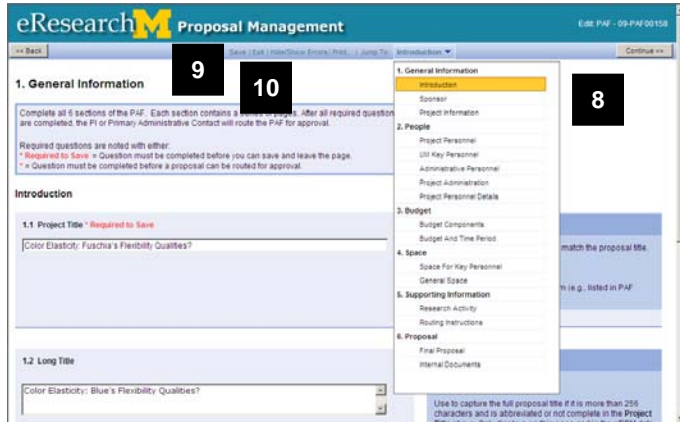 eResearch M Proposal Management
Edit: PAF - 09-PAF00158
<< Back
Save | Exit | Hide/Show Errors | Print... | Jump To: Introduction
Continue >>
9
10
8
1. General Information
Complete all 6 sections of the PAF. Each section contains a series of pages. After all required question
are completed, the PI or Primary Administrative Contact will route the PAF for approval.
Required questions are noted with either:
* Required to Save = Question must be completed before you can save and leave the page.
* = Question must be completed before a proposal can be routed for approval.
Introduction
1.1 Project Title * Required to Save
Color Elasticity: Fuschia's Flexibility Qualities?
1.2 Long Title
Color Elasticity: Blue's Flexibility Qualities?
1. General Information
Introduction
Sponsor
Project Information
2. People
Project Personnel
UM Key Personnel
Administrative Personnel
Project Administration
Project Personnel Details
3. Budget
Budget Components
Budget And Time Period
4. Space
Space For Key Personnel
General Space
5. Supporting Information
Research Activity
Routing Instructions
6. Proposal
Final Proposal
Internal Documents
match the proposal title.
(e.g., listed in PAF
Use to capture the full proposal title if it is more than 256
characters and is abbreviated or not complete in the Project